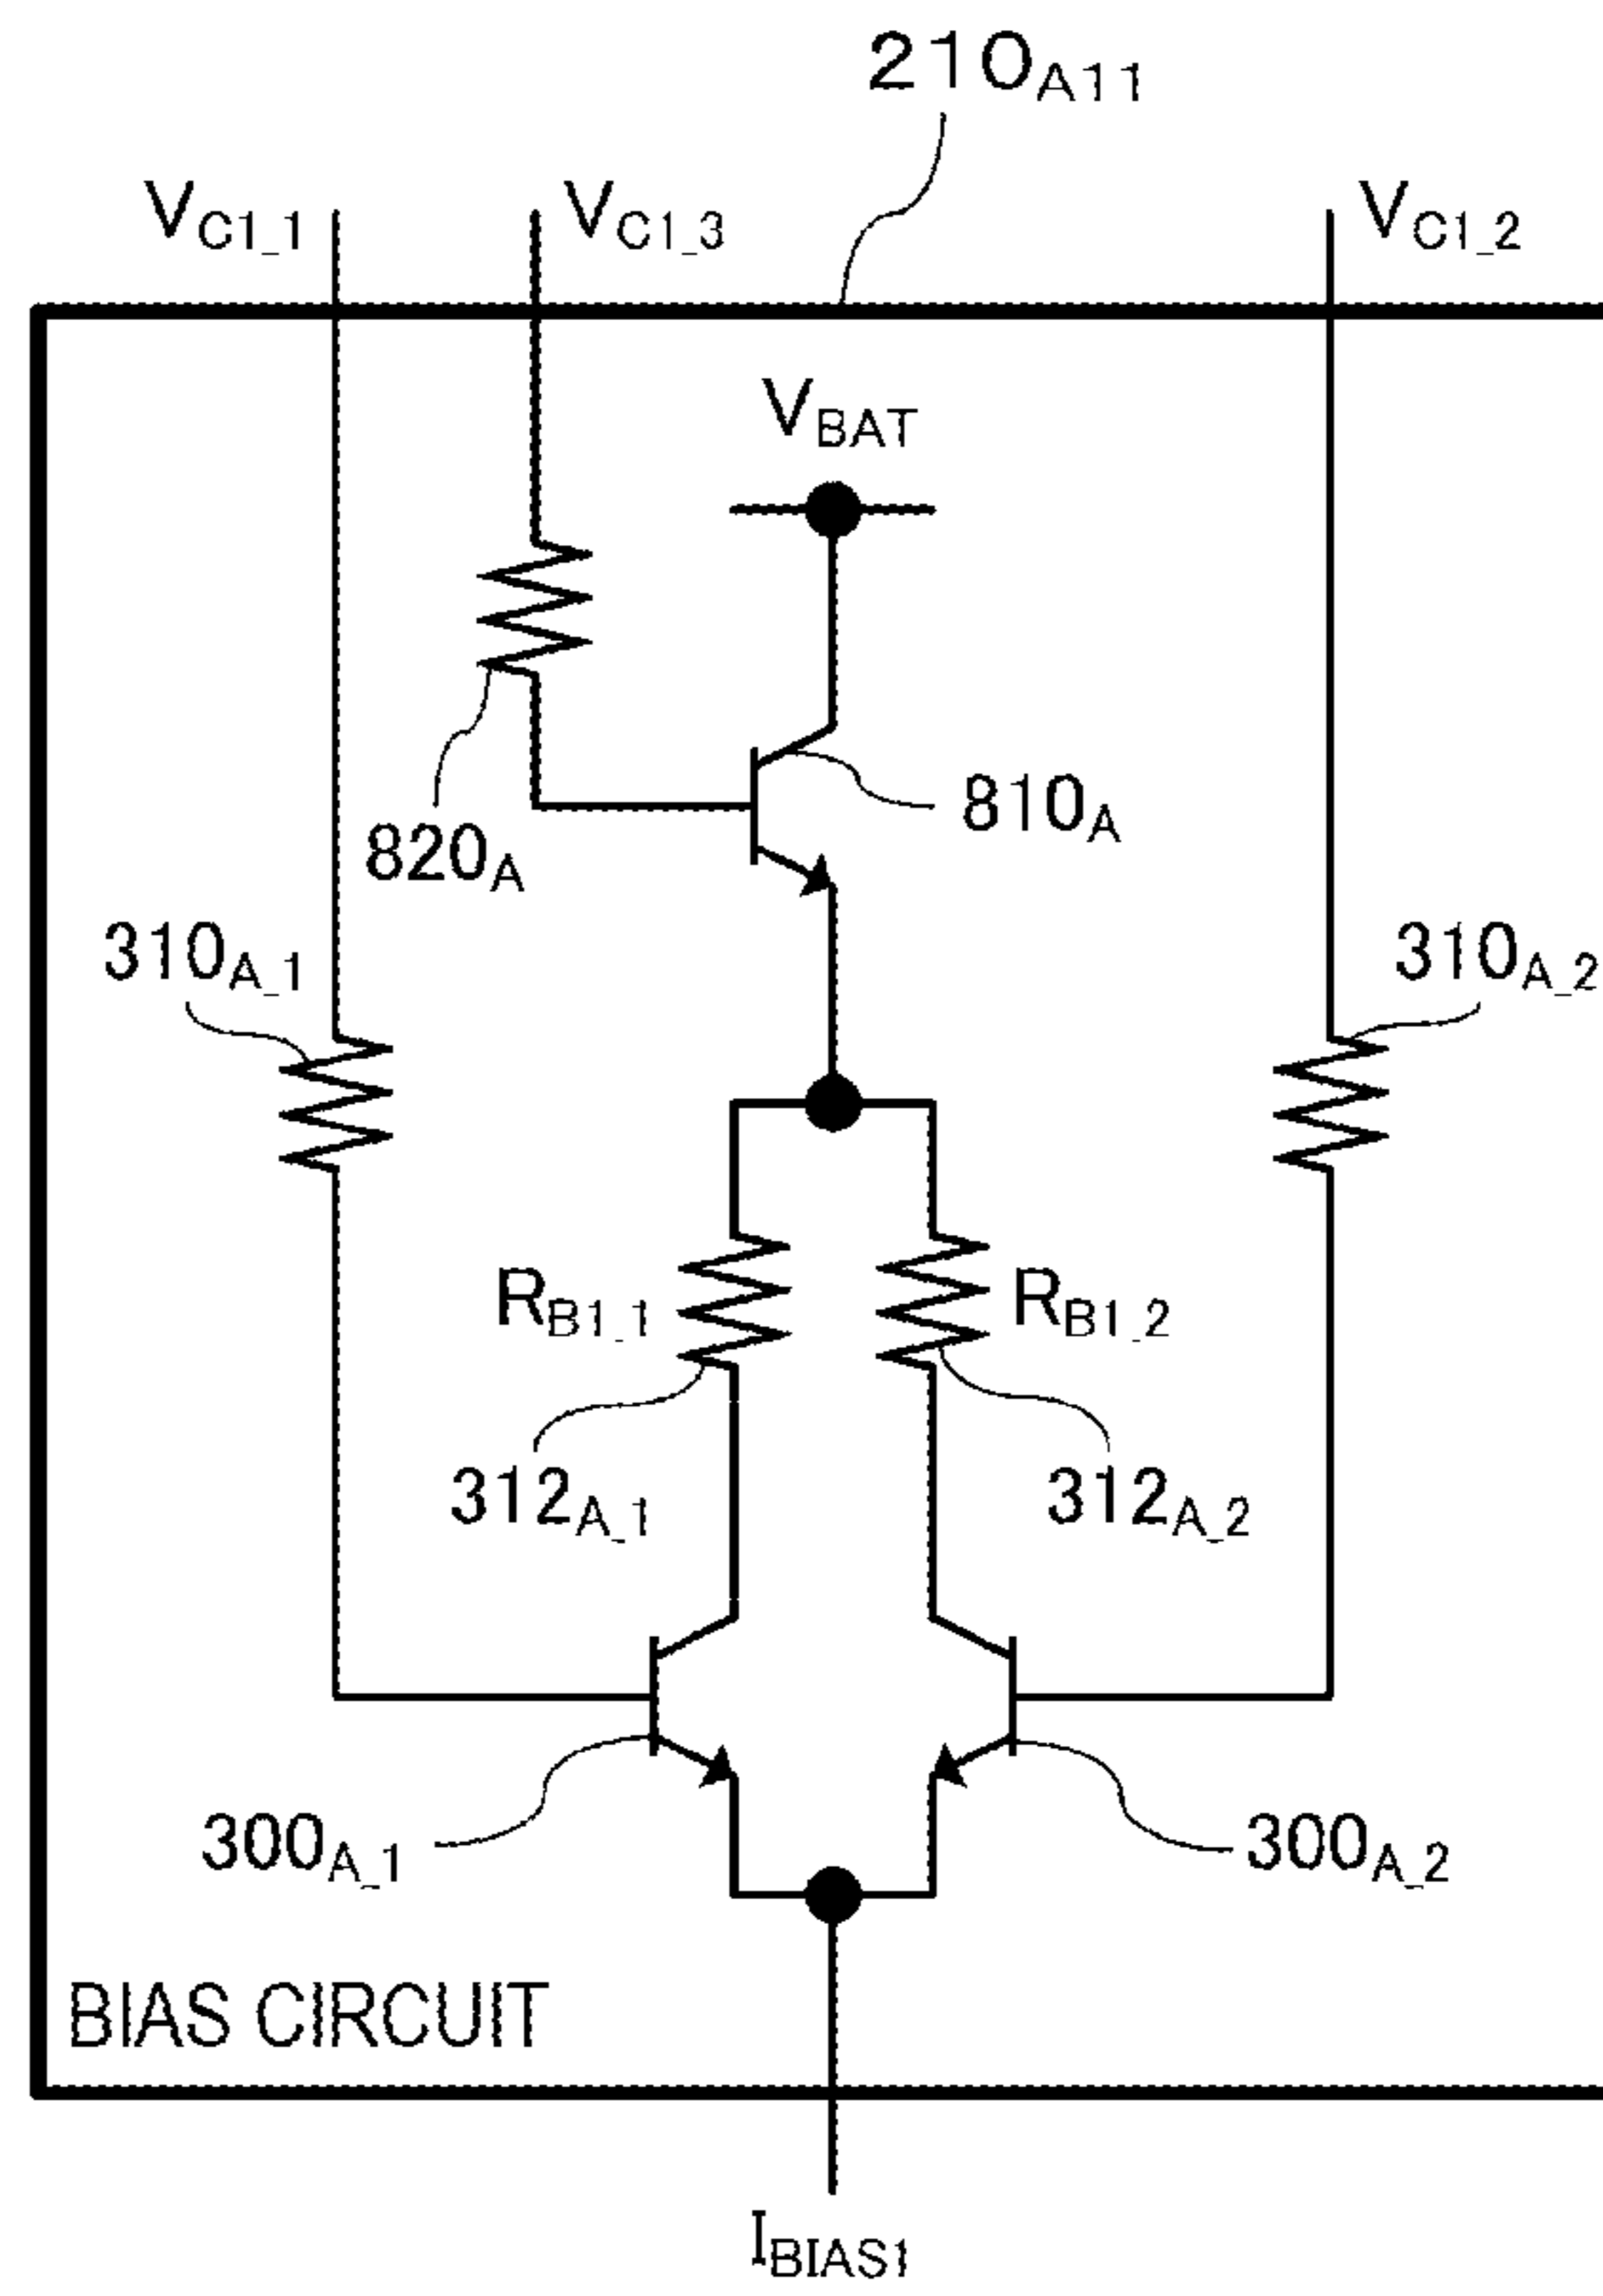 210A11
VC1_1
VC1_3
VC1_2
VBAT
820A
810A
310A_1
310A_2
RB1_1
RB1_2
312A_1
312A_2
300A_1
300A_2
BIAS CIRCUIT
IBIAS1